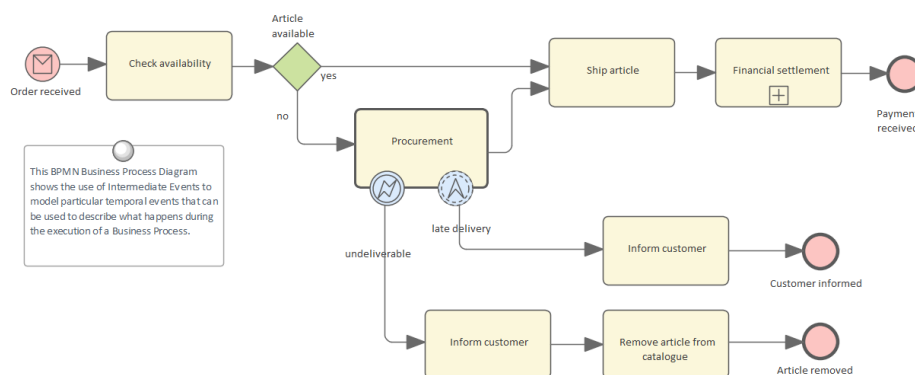 Article
available
Order received
Check availability
yes
no
Ship article
Financial settlement
Payment
received
Procurement
This BPMN Business Process Diagram
shows the use of Intermediate Events to
model particular temporal events that can
be used to describe what happens during
the execution of a Business Process.
late delivery
undeliverable
Inform customer
Customer informed
Inform customer
Remove article from
catalogue
Article removed